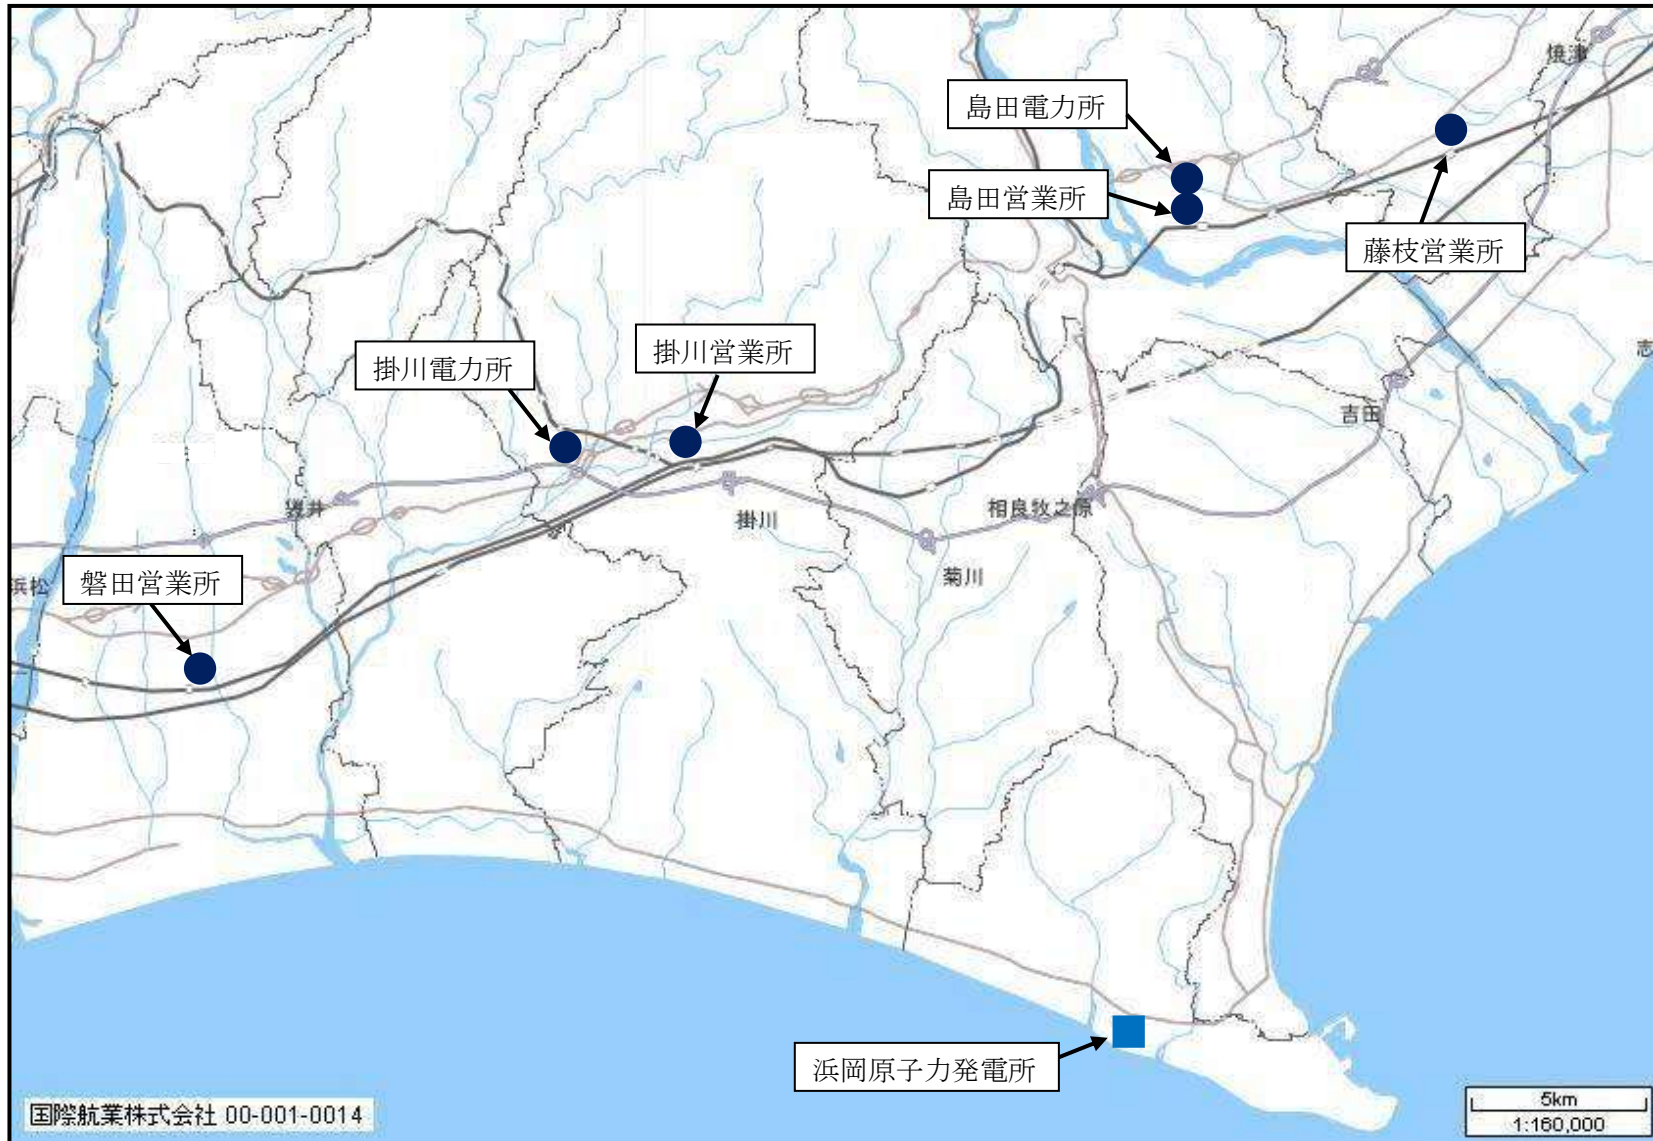 焼津
島田電力所
島田営業所
藤枝営業所
掛川営業所
掛川電力所
吉田
志
袋井
掛川
相良牧之原
浜松
磐田営業所
菊川
浜岡原子力発電所
国際航業株式会社 00-001-0014
5km
1:160,000